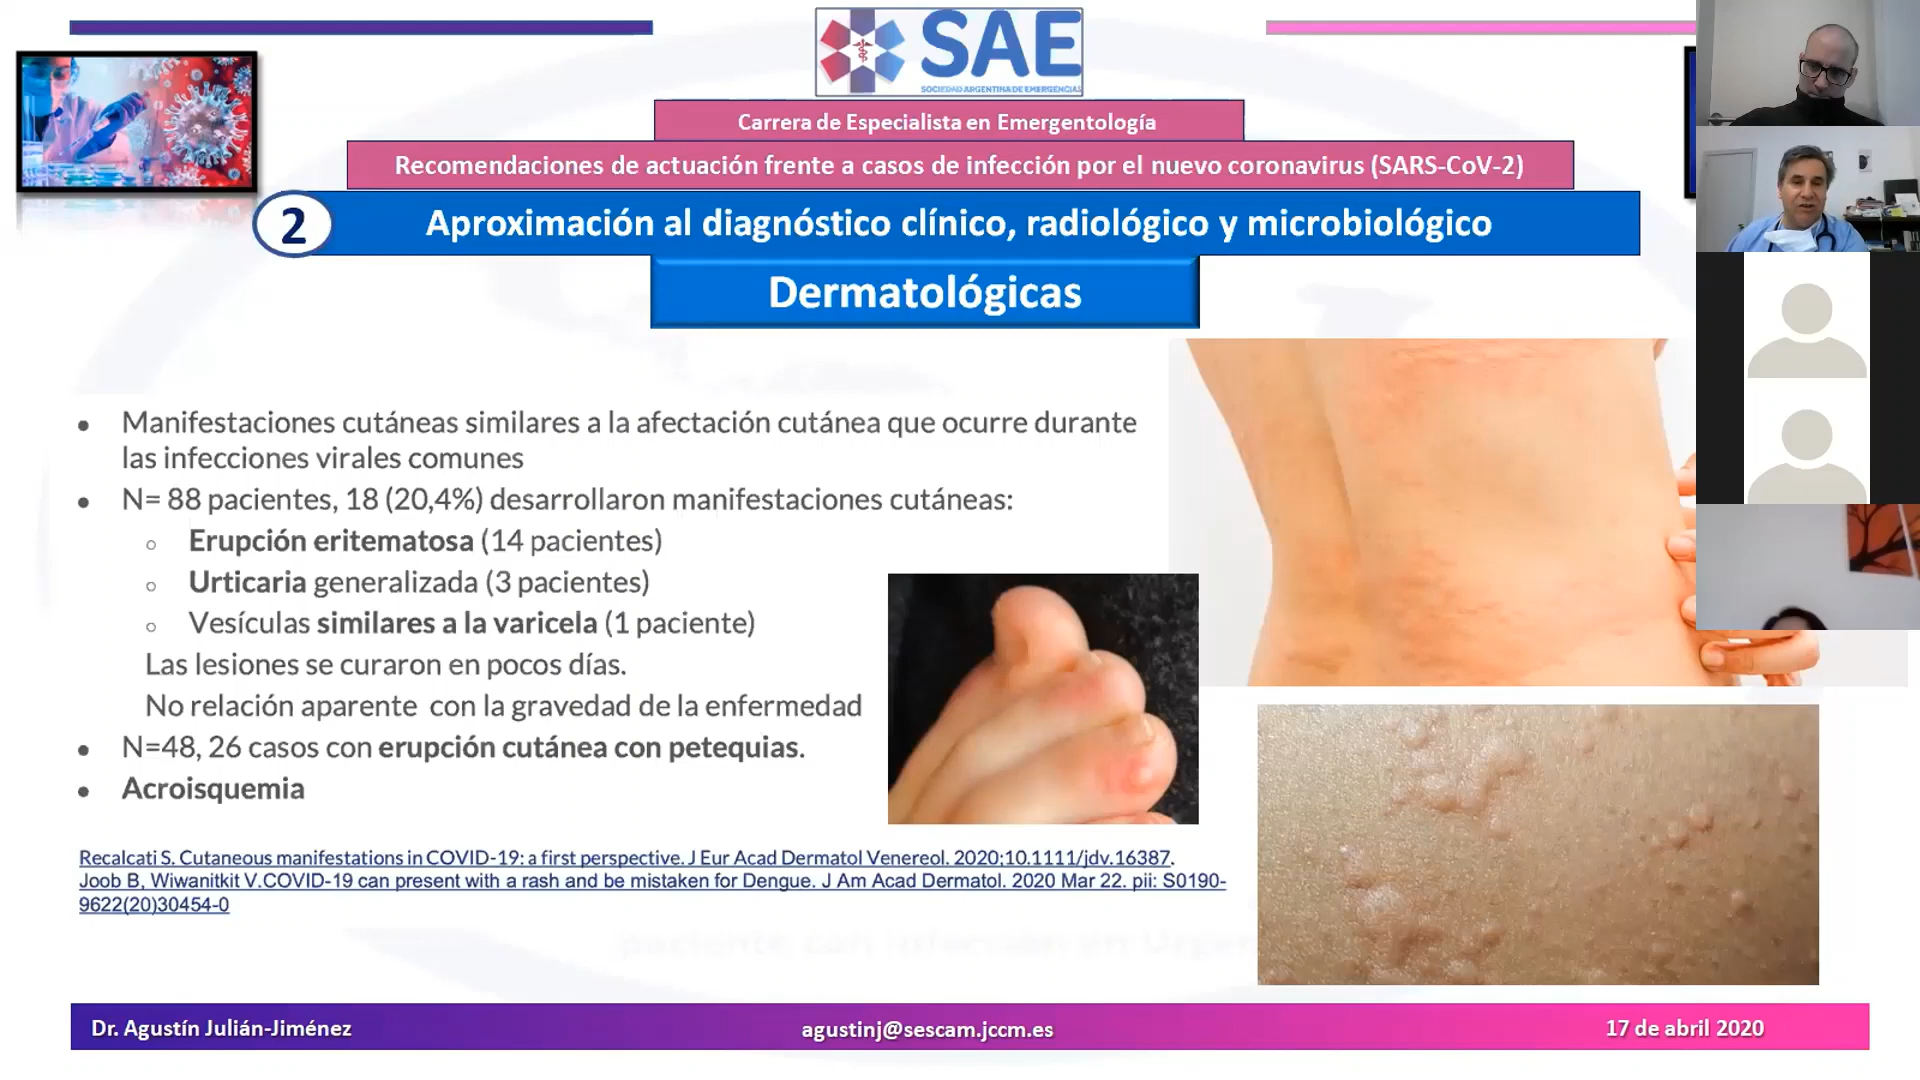 SAE
SOCIEDAD ARGENTINA DE EMERGENCIAS
Carrera de Especialista en Emergentología
Recomendaciones de actuación frente a casos de infección por el nuevo coronavirus (SARS-CoV-2)
2
Aproximación al diagnóstico clínico, radiológico y microbiológico
Dermatológicas
• Manifestaciones cutáneas similares a la afectación cutánea que ocurre durante
las infecciones virales comunes
• N= 88 pacientes, 18 (20,4%) desarrollaron manifestaciones cutáneas:
○ Erupción eritematosa (14 pacientes)
○ Urticaria generalizada (3 pacientes)
○ Vesículas similares a la varicela (1 paciente)
Las lesiones se curaron en pocos días.
No relación aparente con la gravedad de la enfermedad
• N=48, 26 casos con erupción cutánea con petequias.
• Acroisquemia
Recalcati S. Cutaneous manifestations in COVID-19: a first perspective. J Eur Acad Dermatol Venereol. 2020;10.1111/jdv.16387.
Joob B, Wiwanitkit V.COVID-19 can present with a rash and be mistaken for Dengue. J Am Acad Dermatol. 2020 Mar 22. pii: S0190-
9622(20)30454-0
paciente con infección en Urgen
Dr. Agustín Julián-Jiménez
agustinj@sescam.jccm.es
17 de abril 2020